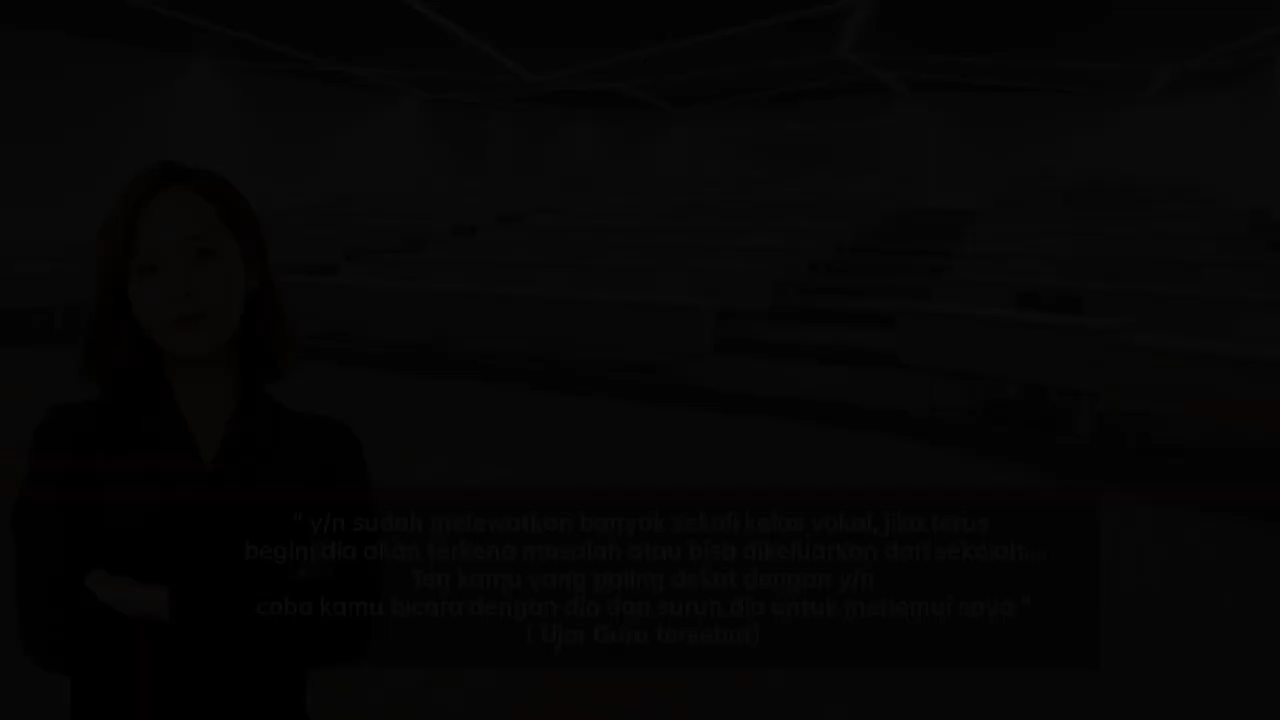 " y/n sudah melewatkan banyak sekali kelas vokal, jika terus
begini dia akan terkena masalah atau bisa dikeluarkan dari sekolah...
Ten kamu yang paling dekat dengan y/n
coba kamu bicara dengan dia dan suruh dia untuk menemui saya "
( Ujar Guru tersebut)